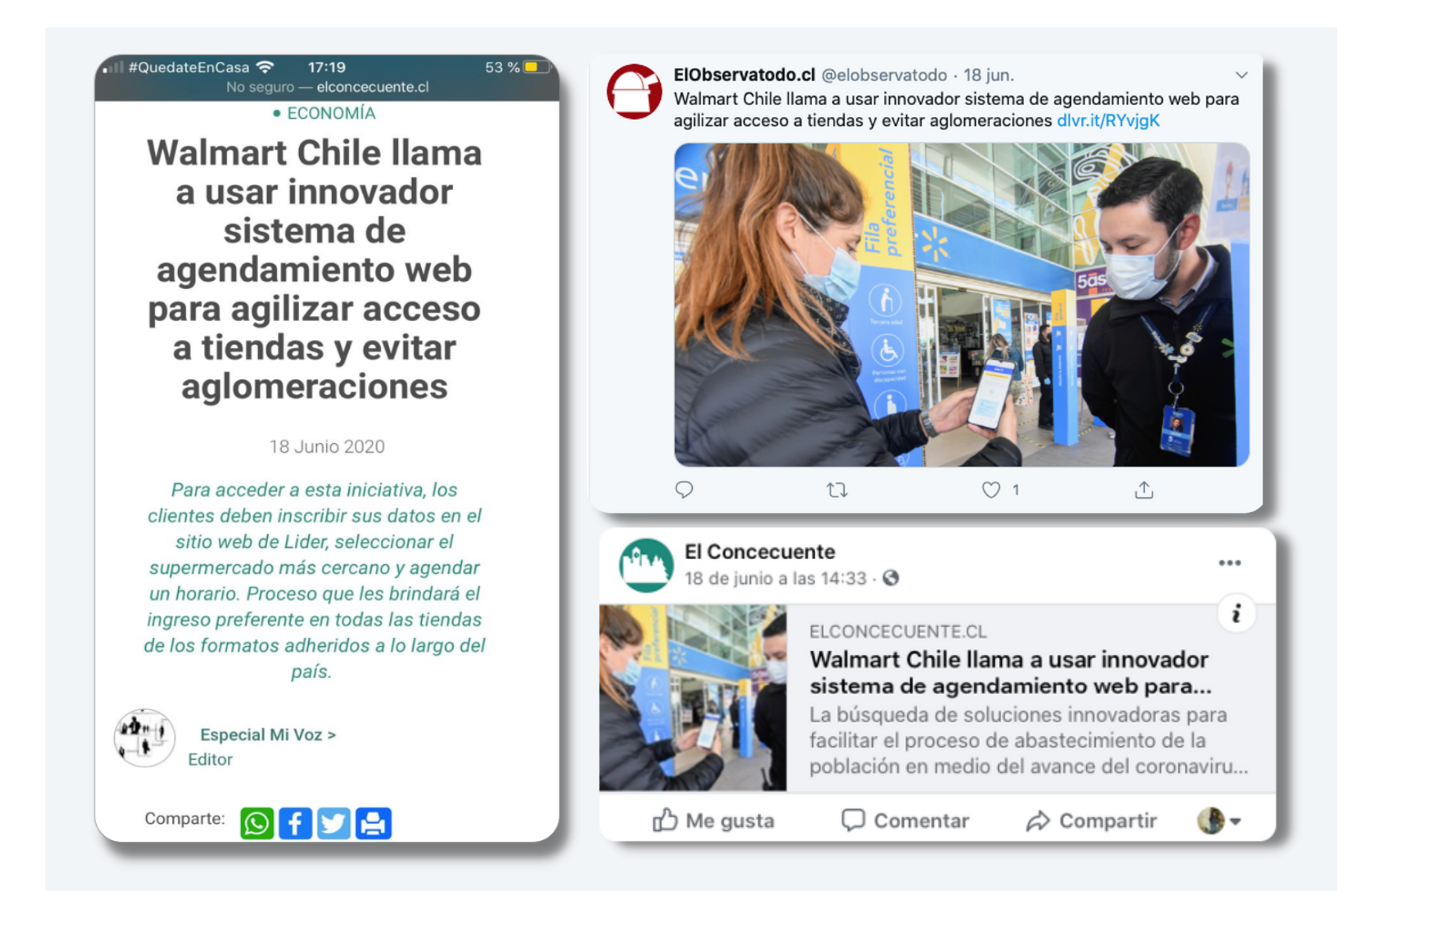 #QuedateEnCasa 17:19 53 %
No seguro — elconcecuente.cl
• ECONOMÍA
Walmart Chile llama
a usar innovador
sistema de
agendamiento web
para agilizar acceso
a tiendas y evitar
aglomeraciones
18 Junio 2020
Para acceder a esta iniciativa, los
clientes deben inscribir sus datos en el
sitio web de Lider, seleccionar el
supermercado más cercano y agendar
un horario. Proceso que les brindará el
ingreso preferente en todas las tiendas
de los formatos adheridos a lo largo del
país.
Especial Mi Voz >
Editor
Comparte:
ElObservatodo.cl @elobservatodo · 18 jun.
Walmart Chile llama a usar innovador sistema de agendamiento web para
agilizar acceso a tiendas y evitar aglomeraciones dlvr.it/RYvjgK
Fila
preferencial
Tercera edad
Personas con
discapacidad
5as
1
El Concecuente
18 de junio a las 14:33 ·
ELCONCECUENTE.CL
Walmart Chile llama a usar innovador
sistema de agendamiento web para...
La búsqueda de soluciones innovadoras para
facilitar el proceso de abastecimiento de la
población en medio del avance del coronaviru...
Me gusta Comentar Compartir